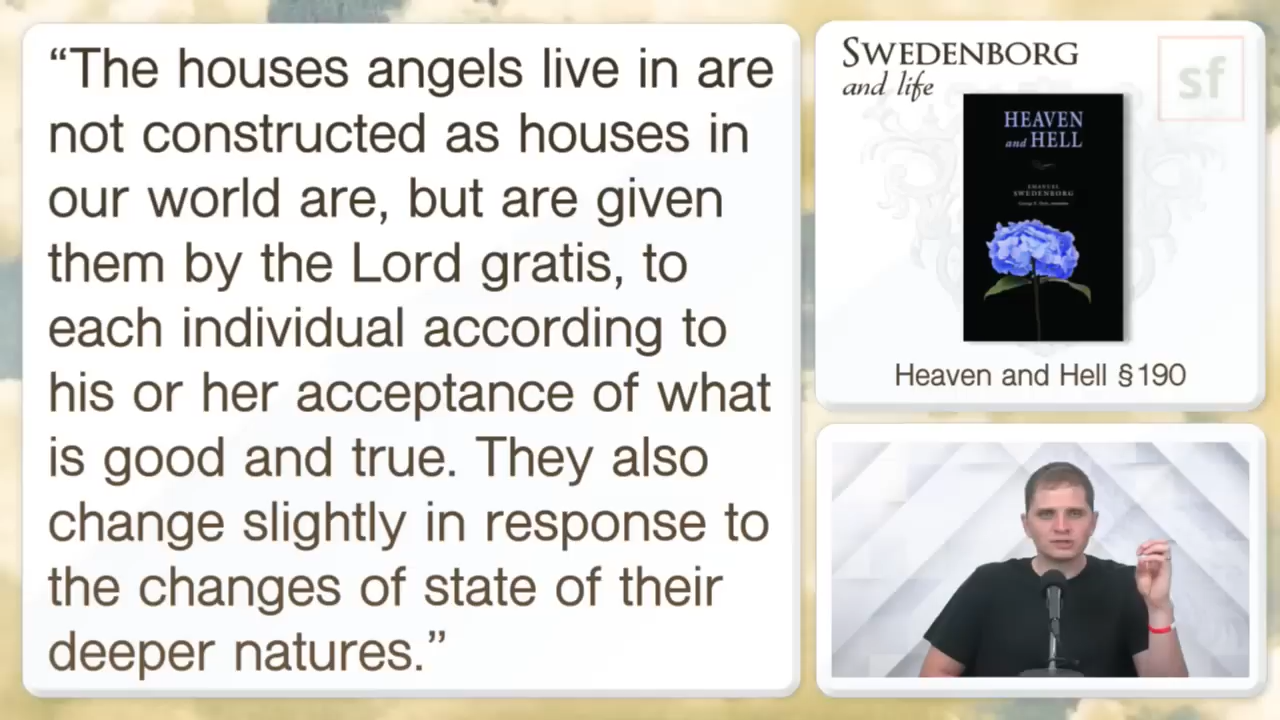 “The houses angels live in are
not constructed as houses in
our world are, but are given
them by the Lord gratis, to
each individual according to
his or her acceptance of what
is good and true. They also
change slightly in response to
the changes of state of their
deeper natures.”
SWEDENBORG
and life
sf
HEAVEN
and HELL
EMANUEL
SWEDENBORG
Heaven and Hell §190